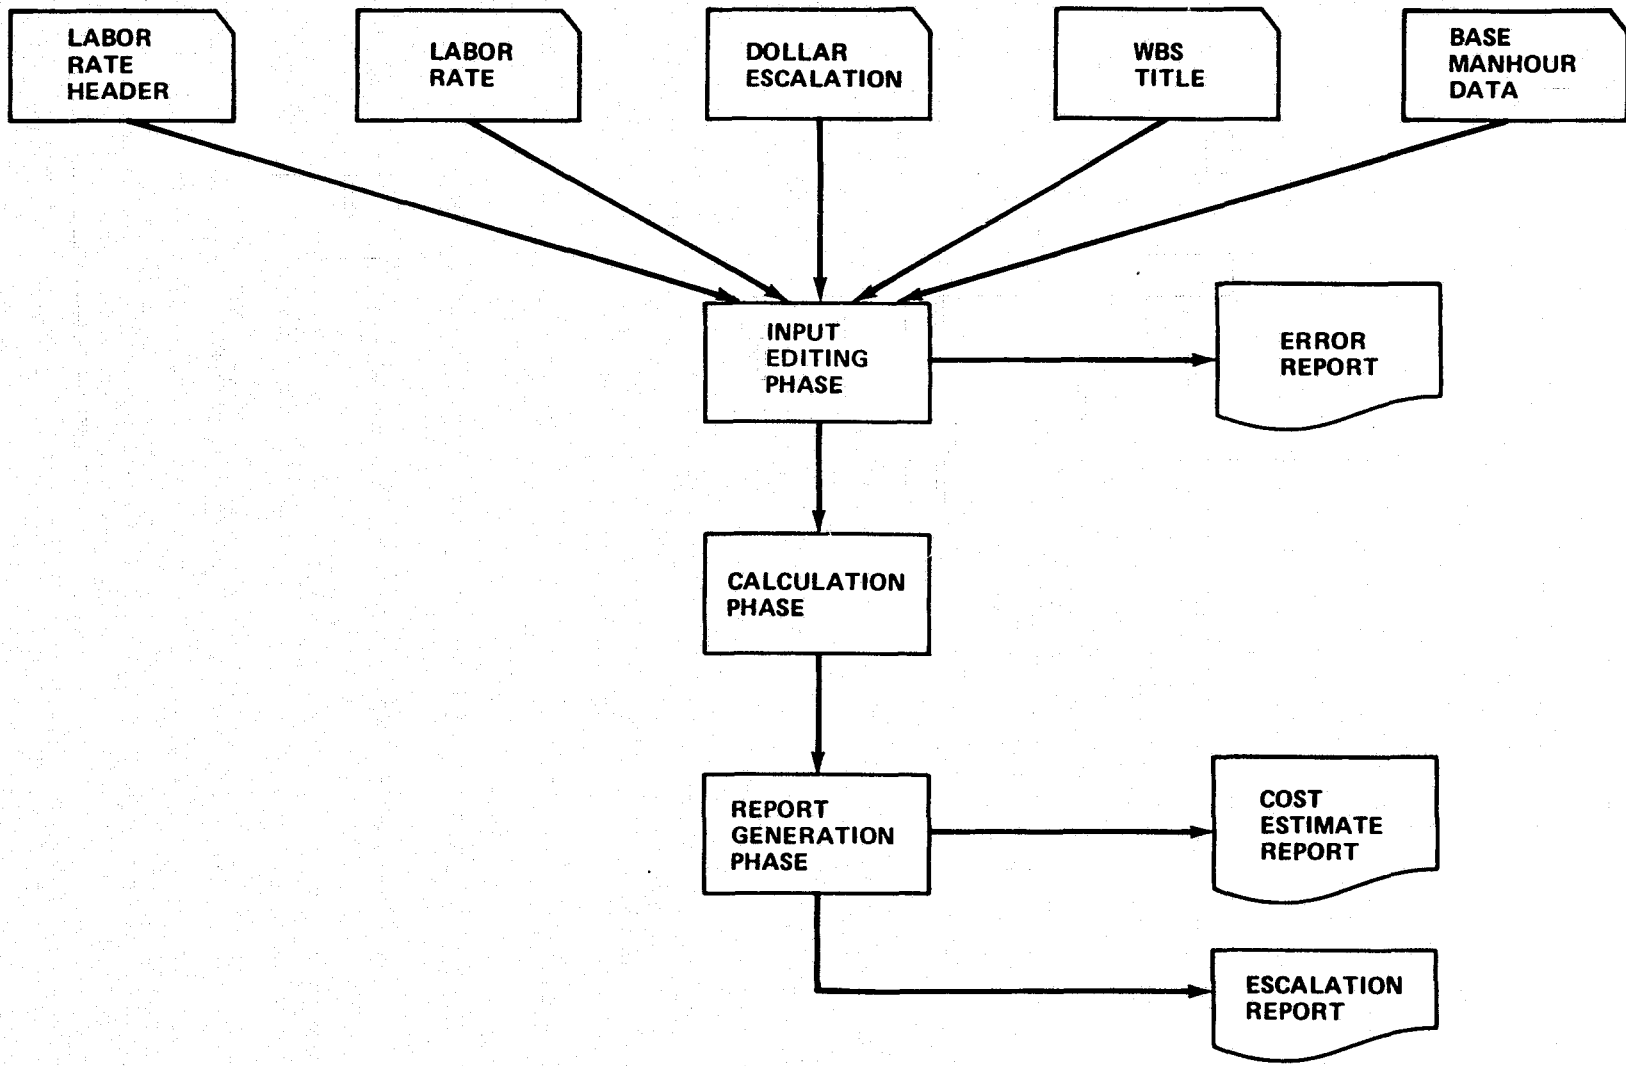 LABOR
RATE
HEADER
LABOR
RATE
DOLLAR
ESCALATION
WBS
TITLE
BASE
MANHOUR
DATA
INPUT
EDITING
PHASE
ERROR
REPORT
CALCULATION
PHASE
REPORT
GENERATION
PHASE
COST
ESTIMATE
REPORT
ESCALATION
REPORT